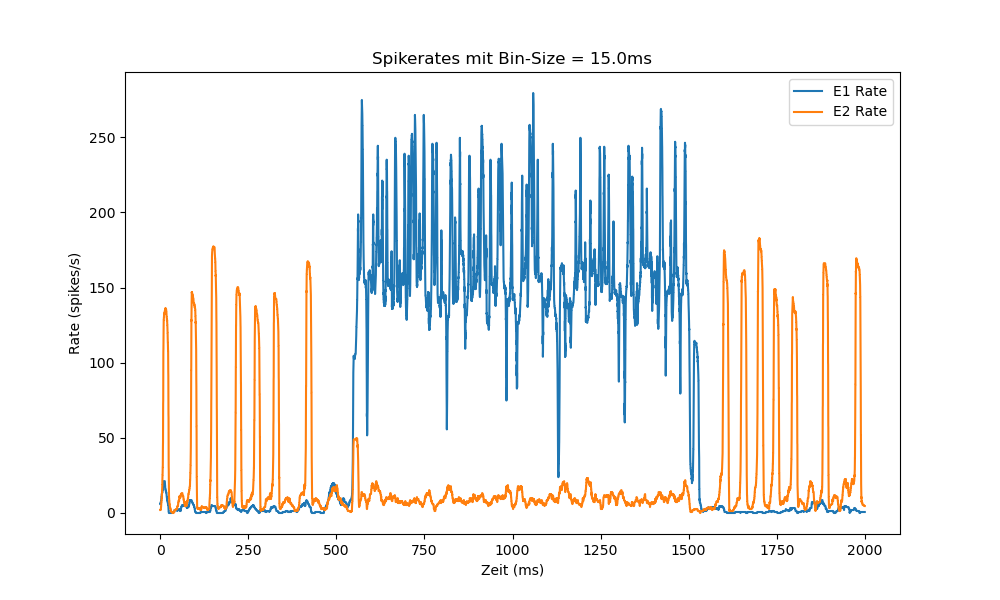 Spikerates mit Bin-Size = 15.0ms
E1 Rate
E2 Rate
Rate (spikes/s)
250
200
150
100
50
0
0 250 500 750 1000 1250 1500 1750 2000
Zeit (ms)